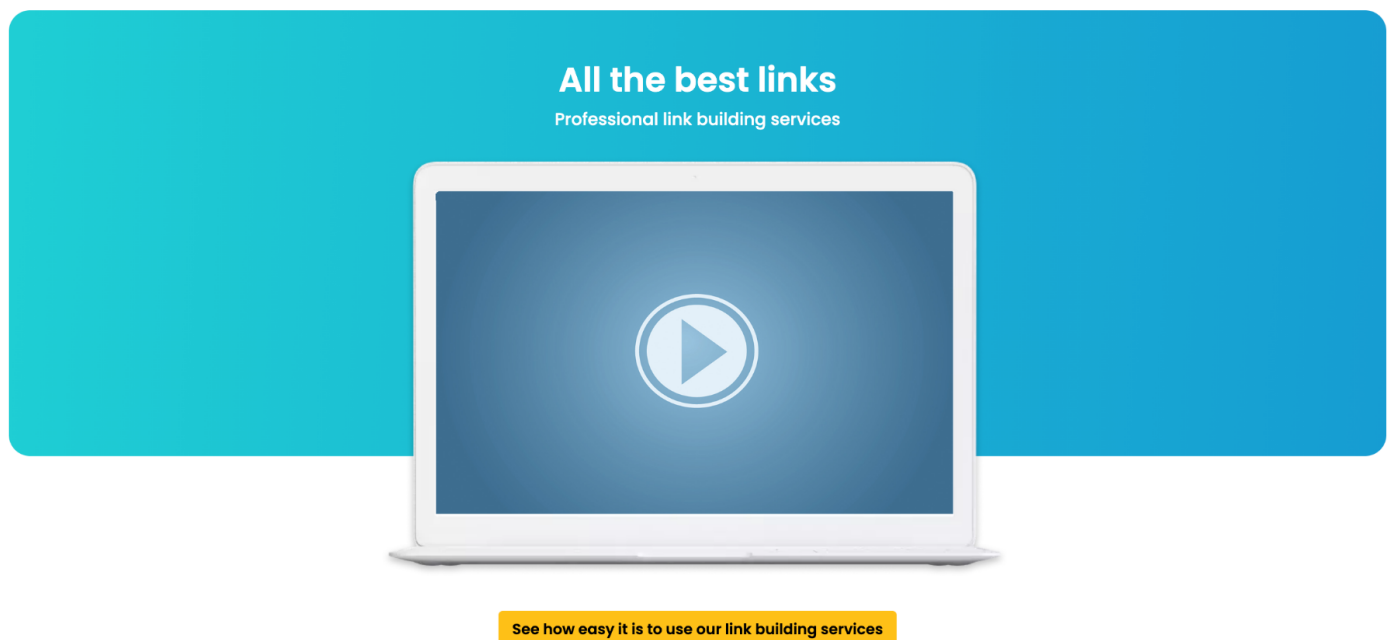 All the best links
Professional link building services
See how easy it is to use our link building services